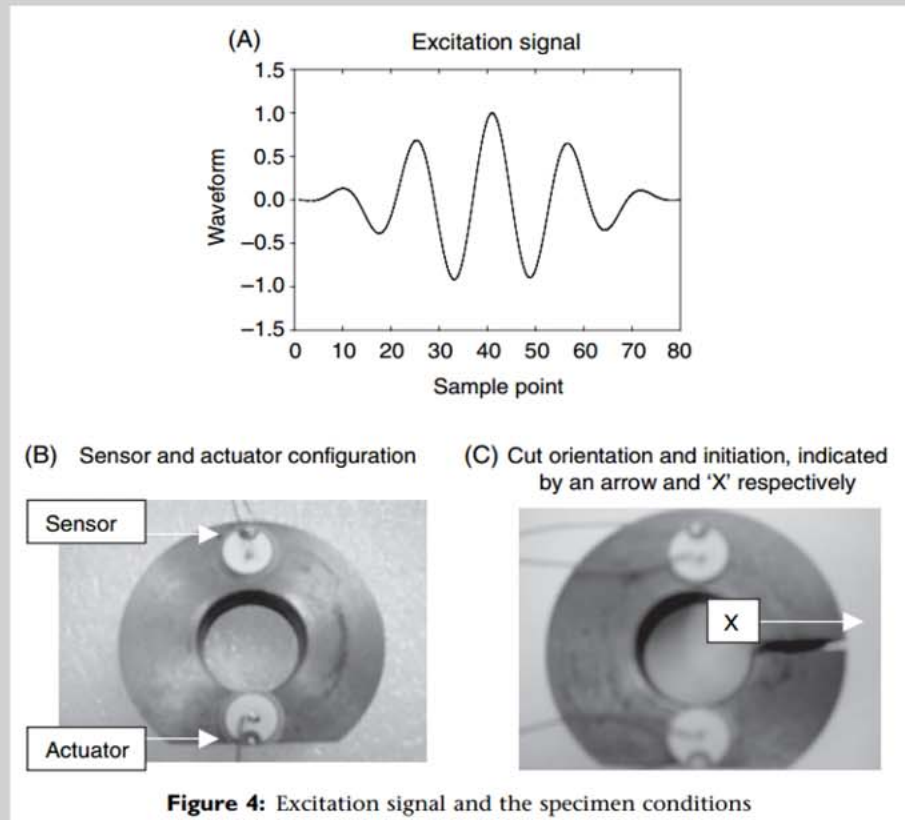 (A)
Excitation signal
1.5
1.0
0.5
0.0
−0.5
−1.0
−1.5
Waveform
0 10 20 30 40 50 60 70 80
Sample point
(B) Sensor and actuator configuration
Sensor
Actuator
(C) Cut orientation and initiation, indicated
by an arrow and ‘X’ respectively
X
Figure 4: Excitation signal and the specimen conditions